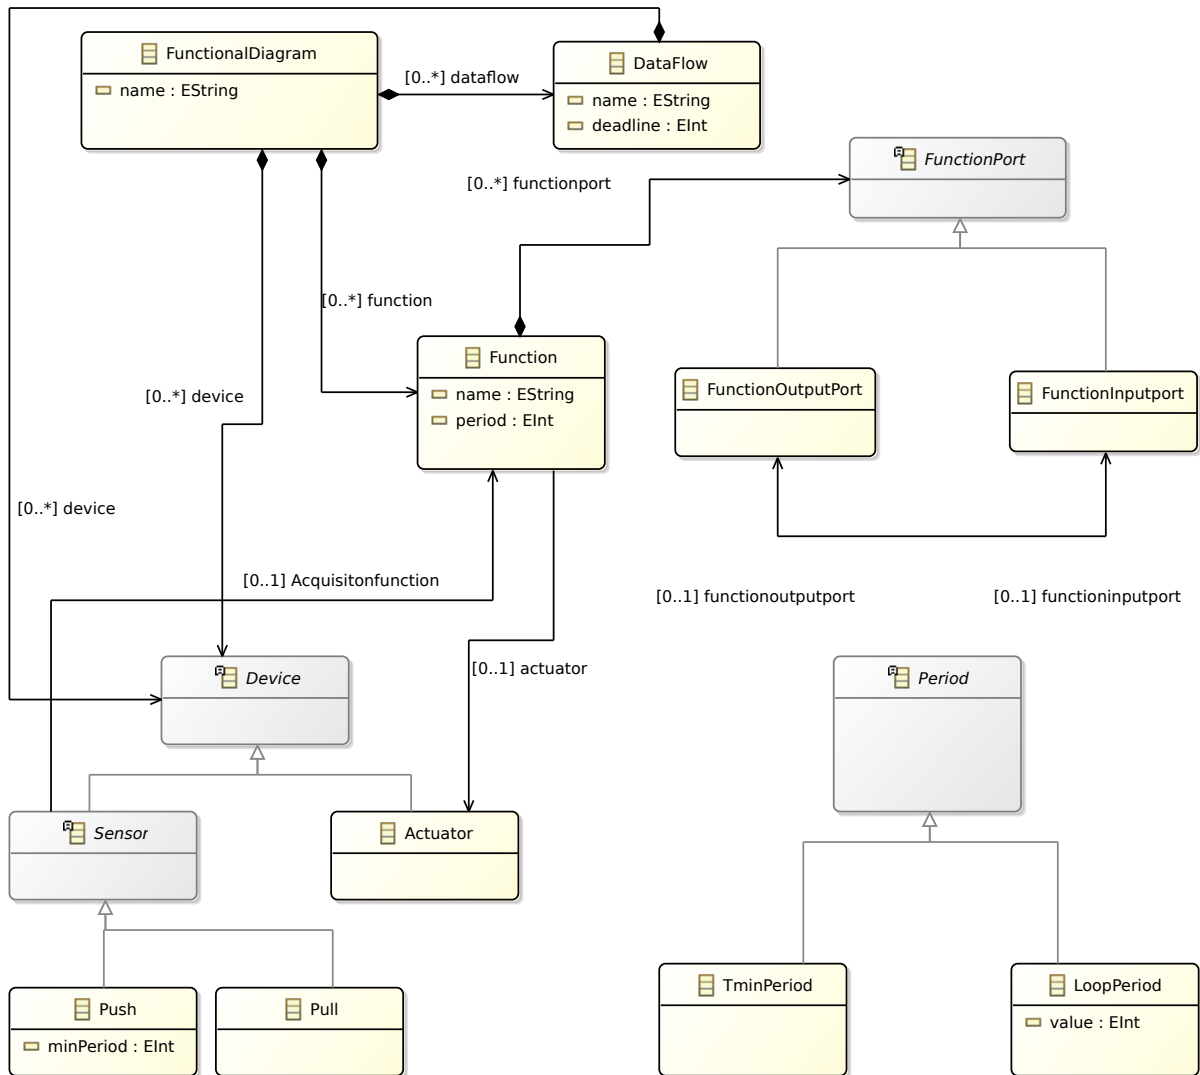 FunctionalDiagram
name : EString
[0..*] dataflow
DataFlow
name : EString
deadline : EInt
FunctionPort
[0..*] functionport
[0..*] function
Function
name : EString
period : EInt
FunctionOutputPort
FunctionInputport
[0..*] device
[0..*] device
[0..1] Acquisitonfunction
[0..1] functionoutputport
[0..1] functioninputport
Device
[0..1] actuator
Period
Sensor
Actuator
Push
minPeriod : EInt
Pull
TminPeriod
LoopPeriod
value : EInt